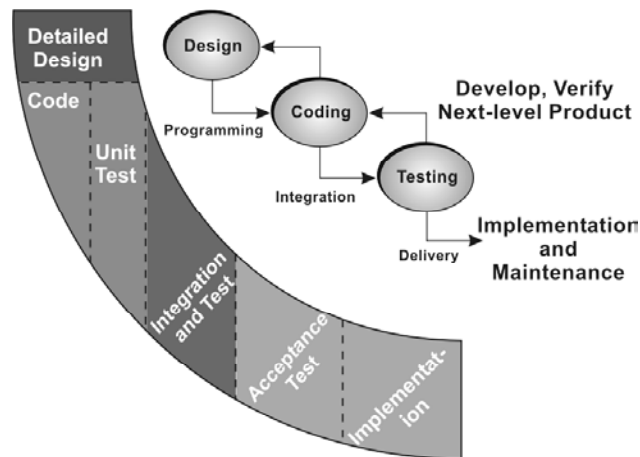 Detailed
Design
Code
Unit
Test
Integration
and Test
Acceptance
Test
Implementat-
ion
Design
Programming
Coding
Integration
Testing
Delivery
Develop, Verify
Next-level Product
Implementation
and
Maintenance